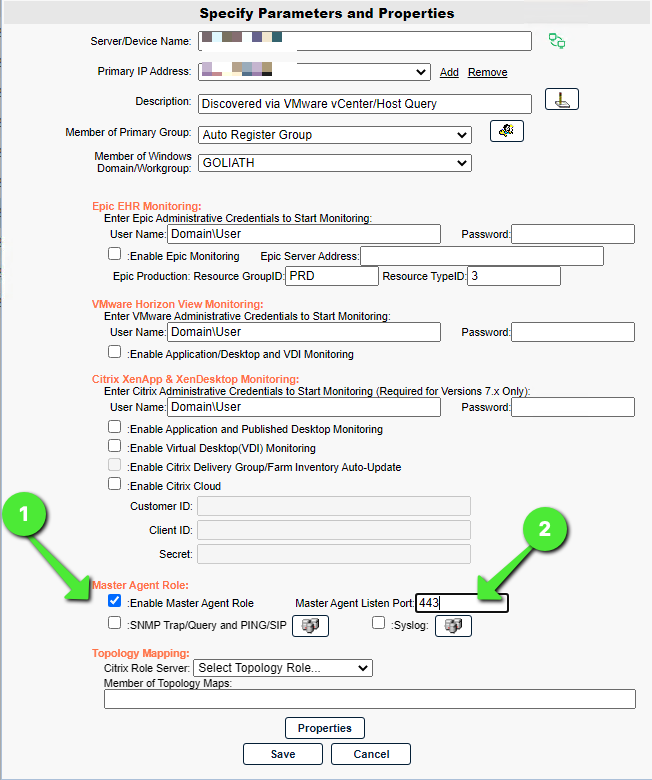 Specify Parameters and Properties
Server/Device Name:
Primary IP Address: Add Remove
Description: Discovered via VMware vCenter/Host Query
Member of Primary Group: Auto Register Group
Member of Windows
Domain/Workgroup: GOLIATH
Epic EHR Monitoring:
Enter Epic Administrative Credentials to Start Monitoring:
User Name: Domain\User Password:
:Enable Epic Monitoring Epic Server Address:
Epic Production: Resource GroupID: PRD Resource TypeID: 3
VMware Horizon View Monitoring:
Enter VMware Administrative Credentials to Start Monitoring:
User Name: Domain\User Password:
:Enable Application/Desktop and VDI Monitoring
Citrix XenApp & XenDesktop Monitoring:
Enter Citrix Administrative Credentials to Start Monitoring (Required for Versions 7.x Only):
User Name: Domain\User Password:
:Enable Application and Published Desktop Monitoring
:Enable Virtual Desktop(VDI) Monitoring
:Enable Citrix Delivery Group/Farm Inventory Auto-Update
:Enable Citrix Cloud
1
Customer ID:
2
Client ID:
Secret:
Master Agent Role:
:Enable Master Agent Role Master Agent Listen Port: 443
:SNMP Trap/Query and PING/SIP :Syslog:
Topology Mapping:
Citrix Role Server: Select Topology Role...
Member of Topology Maps:
Properties
Save Cancel